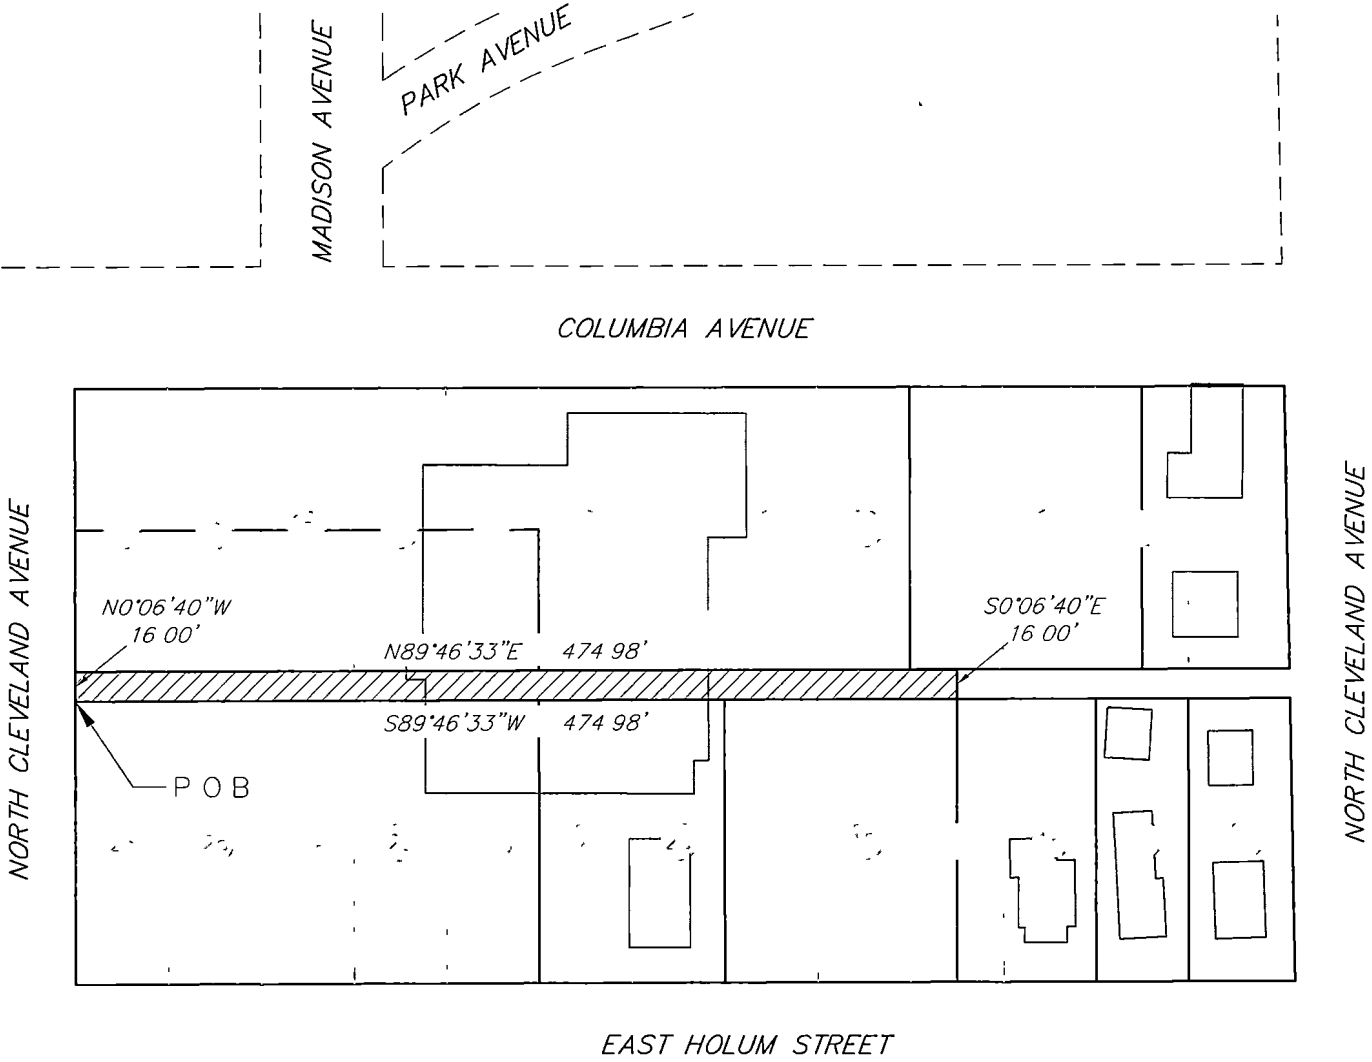 MADISON AVENUE
PARK AVENUE
COLUMBIA AVENUE
NORTH CLEVELAND AVENUE
NORTH CLEVELAND AVENUE
N0°06'40"W
16 00'
S0°06'40"E
16 00'
N89°46'33"E 474 98'
S89°46'33"W 474 98'
P O B
EAST HOLUM STREET